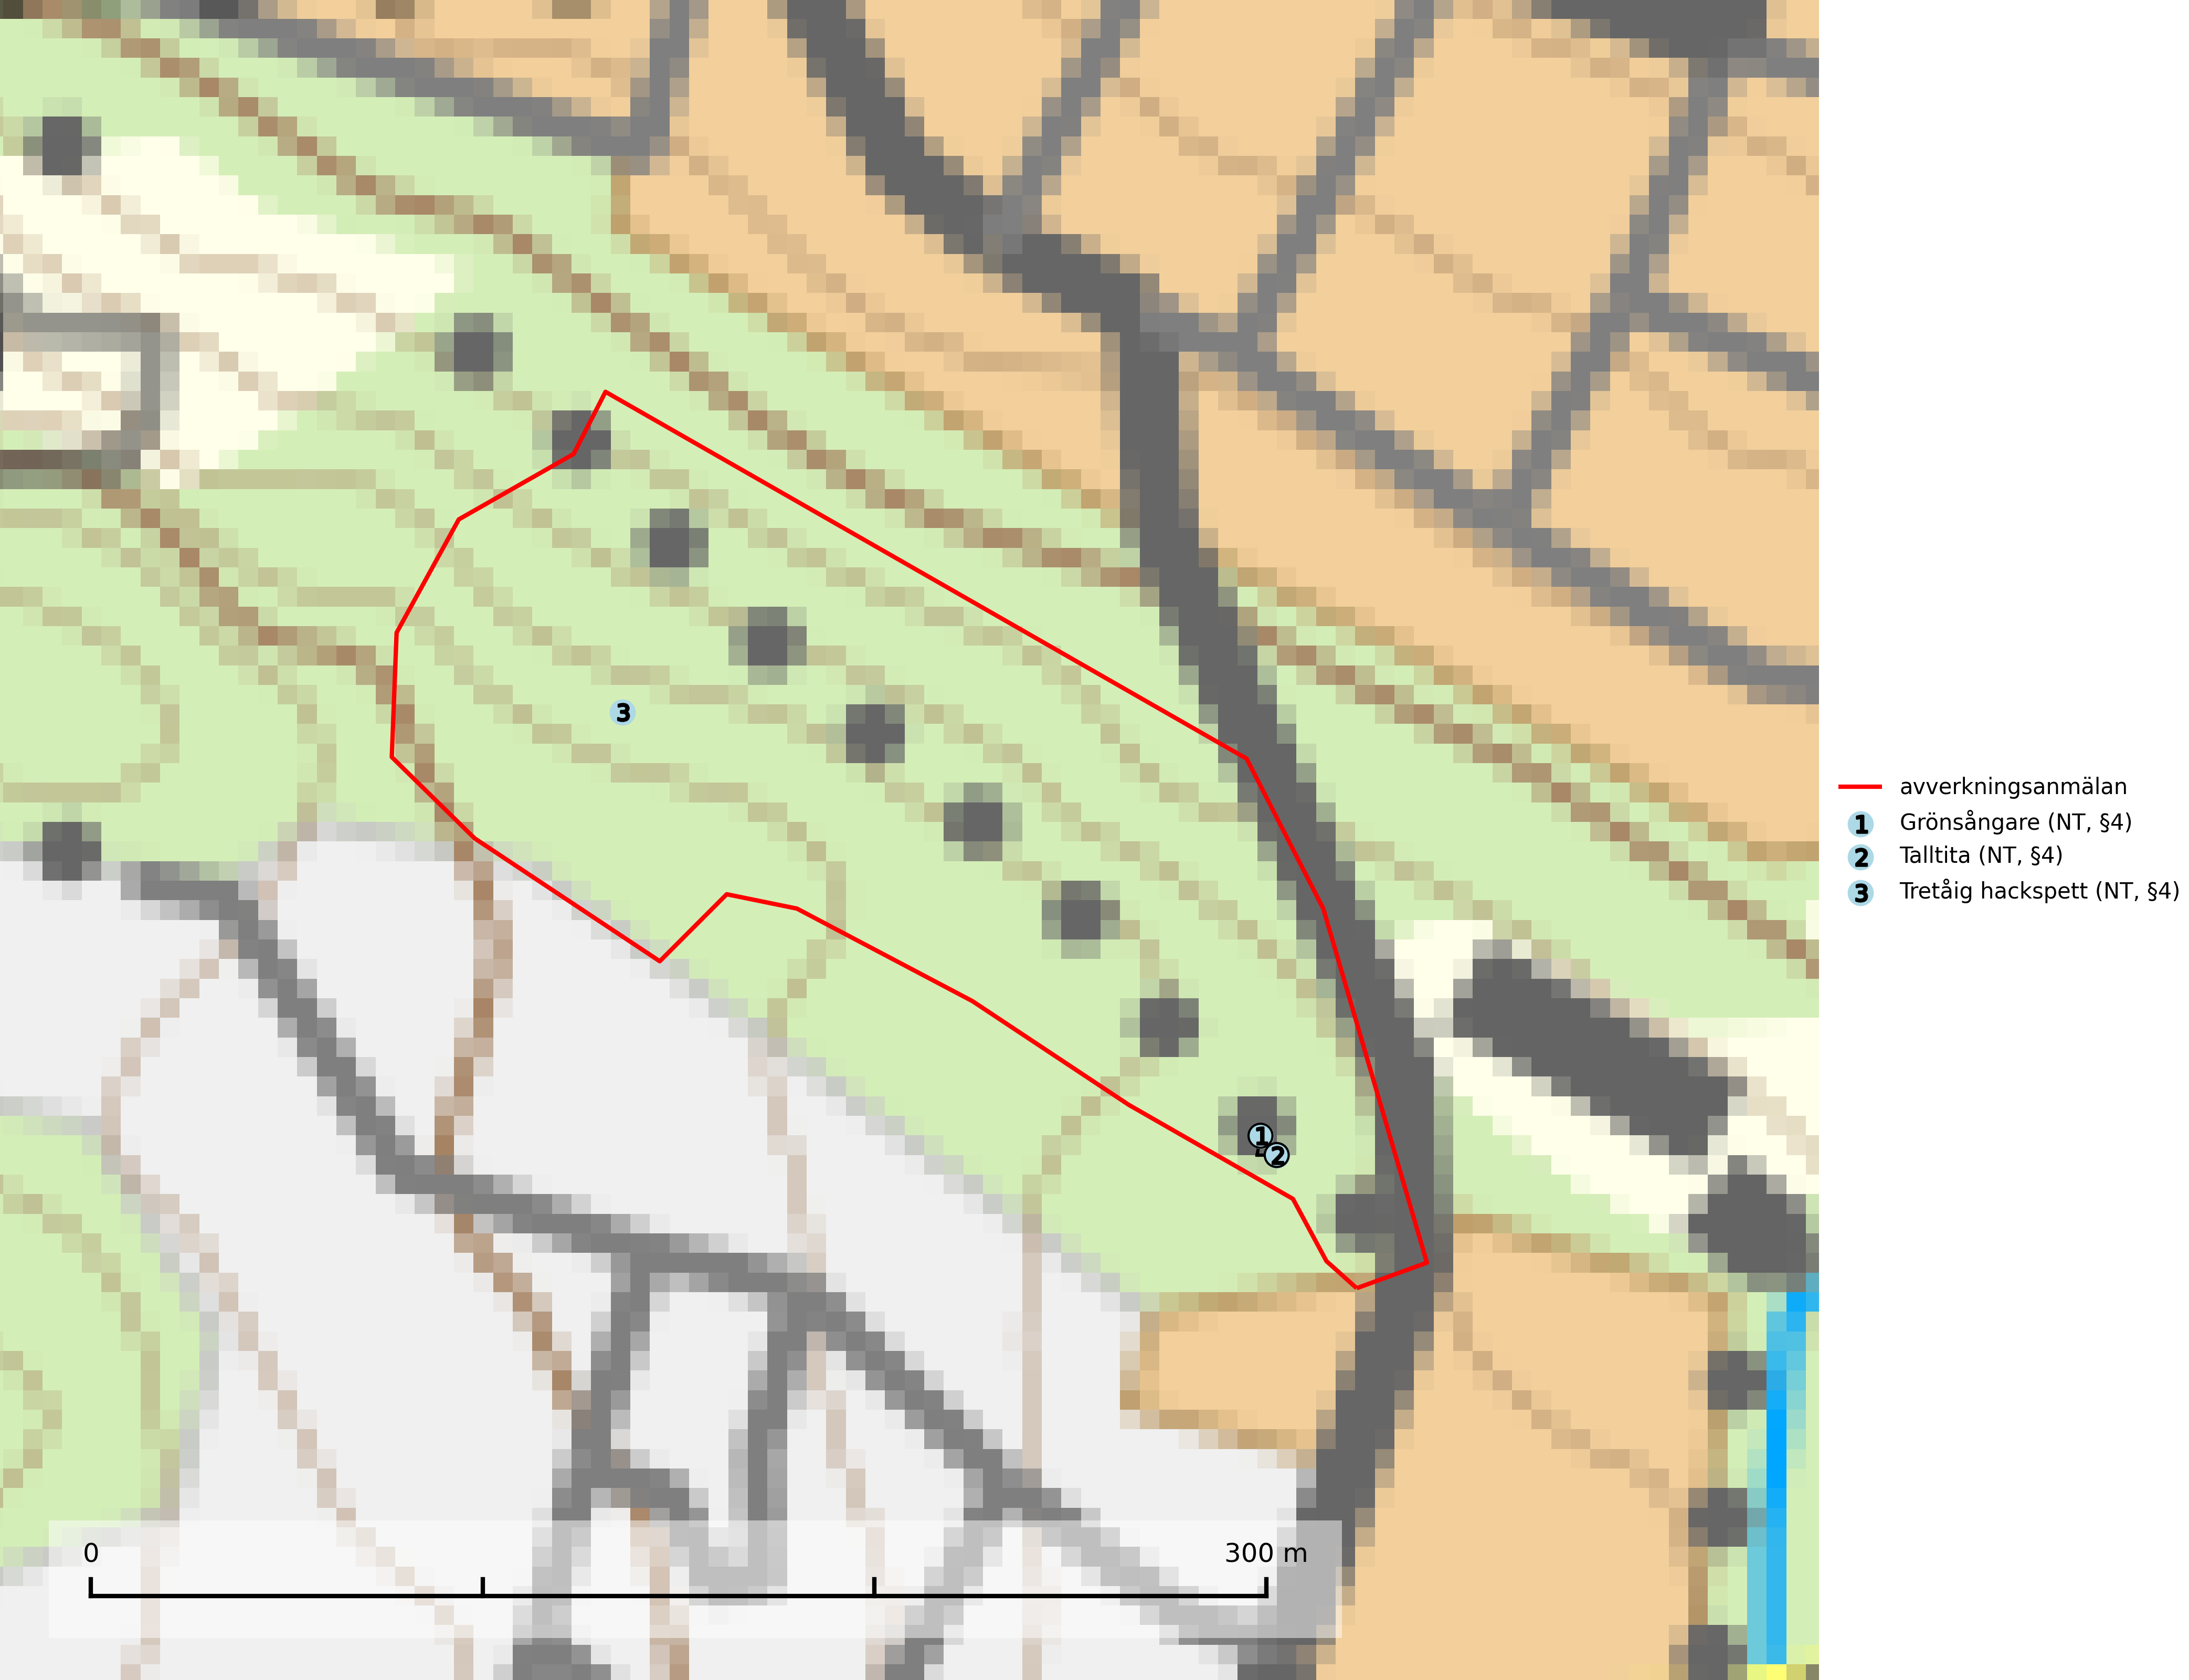 3
1
2
avverkningsanmälan
1 Grönsångare (NT, §4)
2 Talltita (NT, §4)
3 Tretåig hackspett (NT, §4)
0 300 m